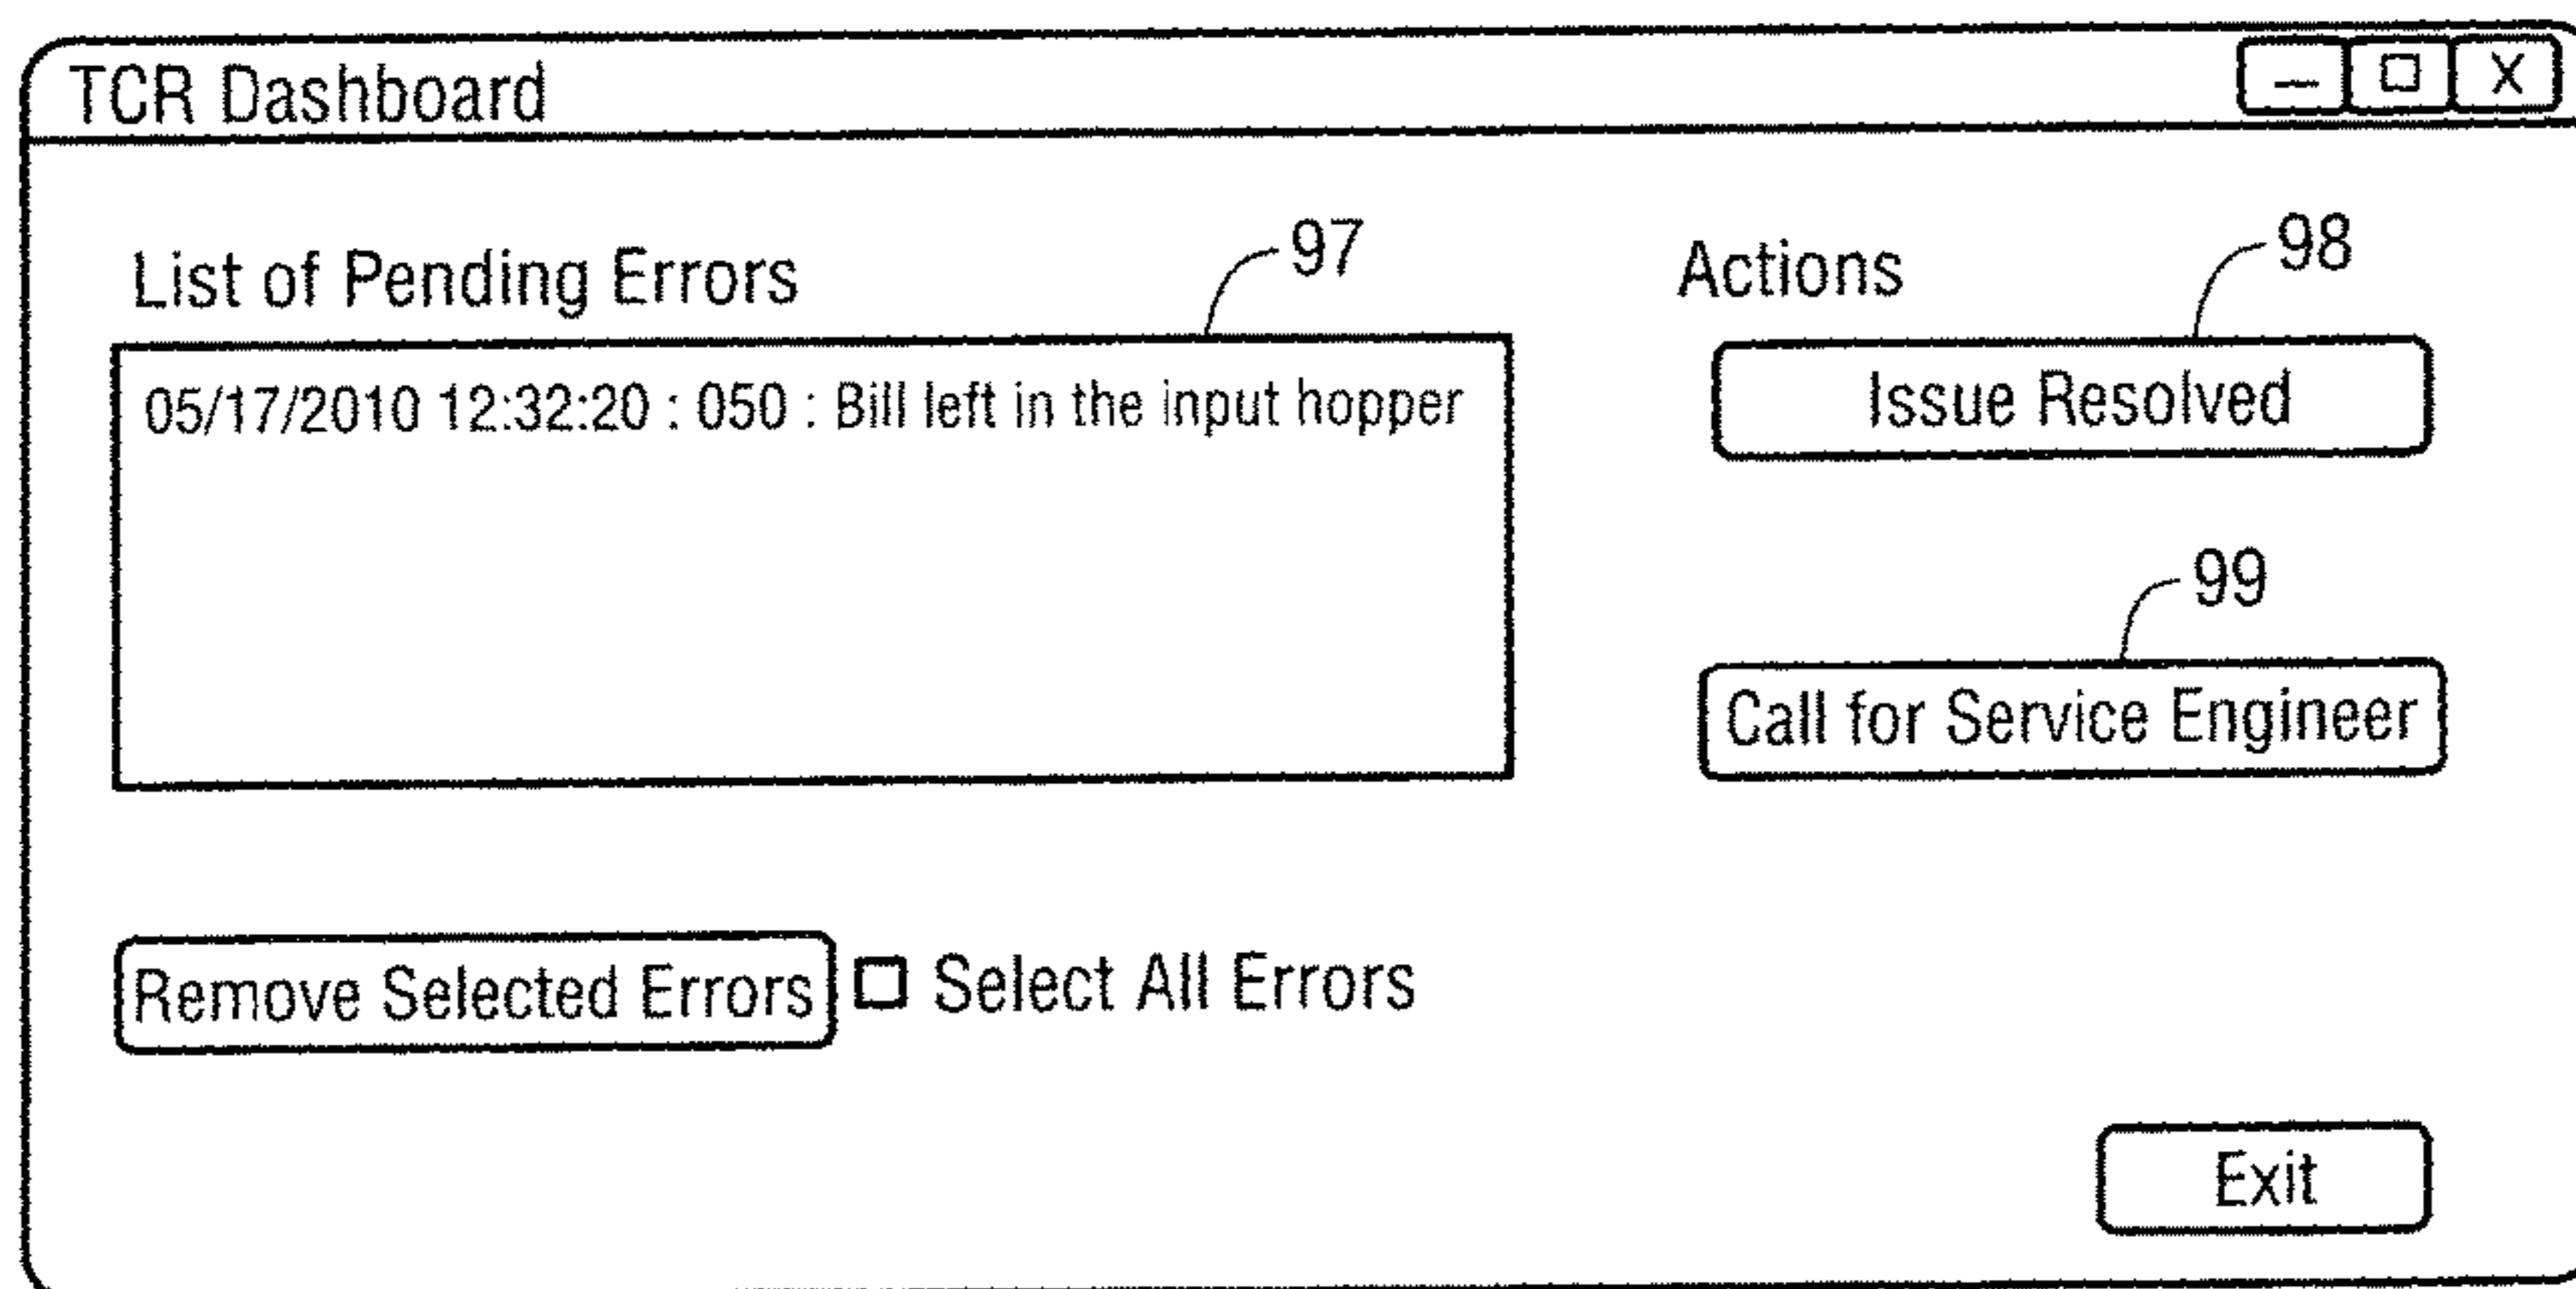 TCR Dashboard
— □ X
List of Pending Errors
97
Actions
98
05/17/2010 12:32:20 : 050 : Bill left in the input hopper
Issue Resolved
99
Call for Service Engineer
Remove Selected Errors
Select All Errors
Exit